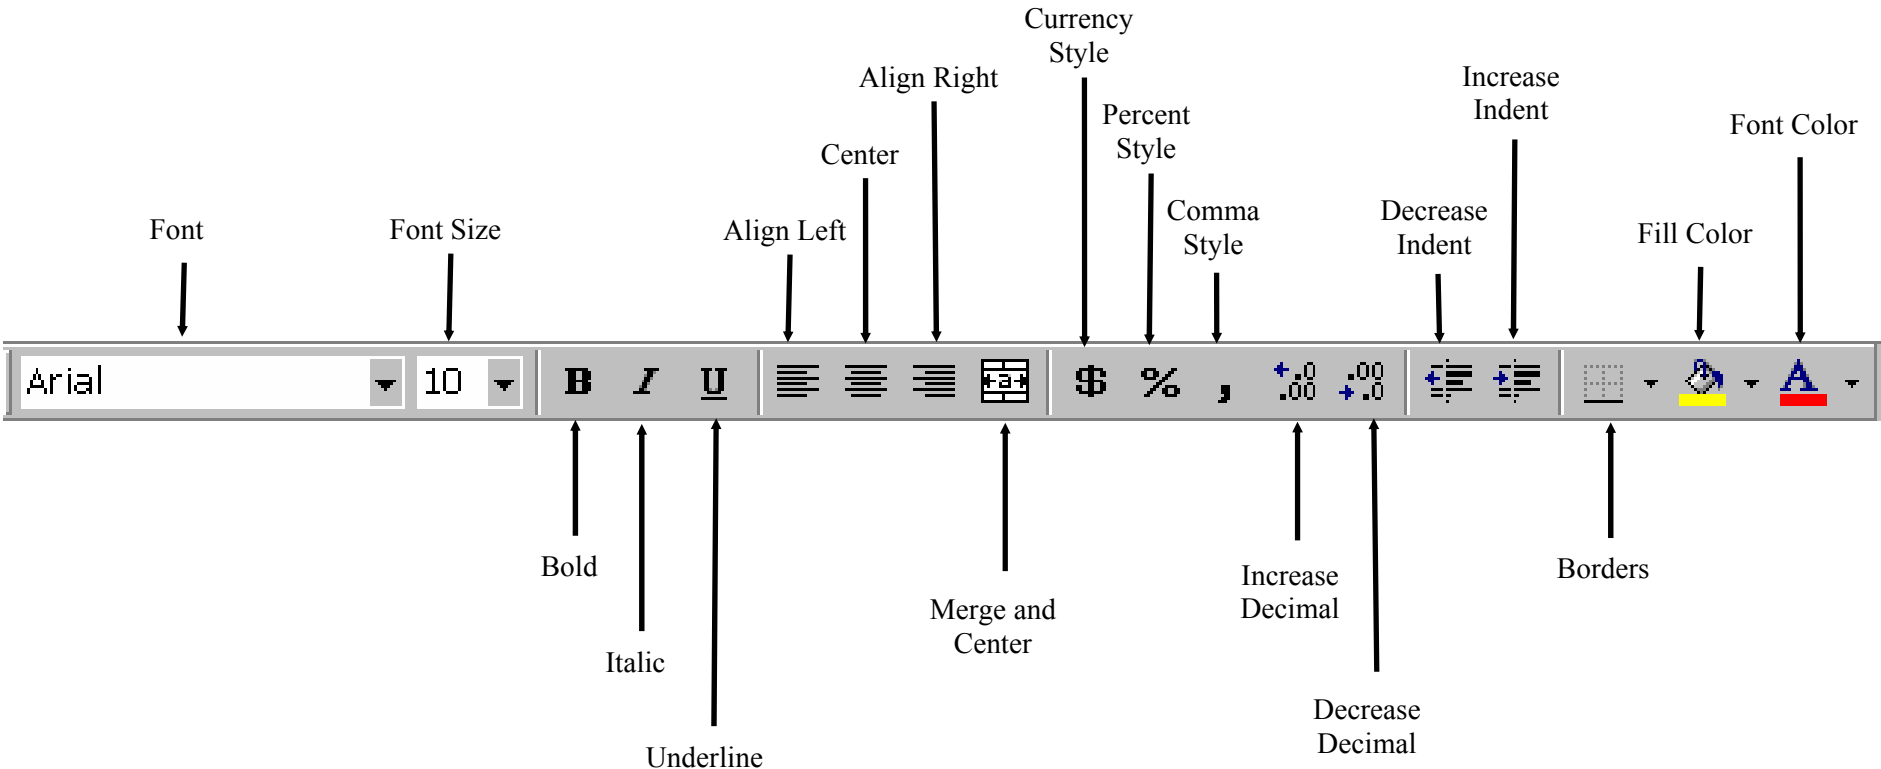 Currency
Style
Align Right
Increase
Indent
Percent
Style
Font Color
Center
Comma
Style
Decrease
Indent
Font
Font Size
Align Left
Fill Color
Arial
10
B
I
U
a
$
%
,
.0
.00
.00
.0
A
Bold
Italic
Underline
Merge and
Center
Increase
Decimal
Decrease
Decimal
Borders